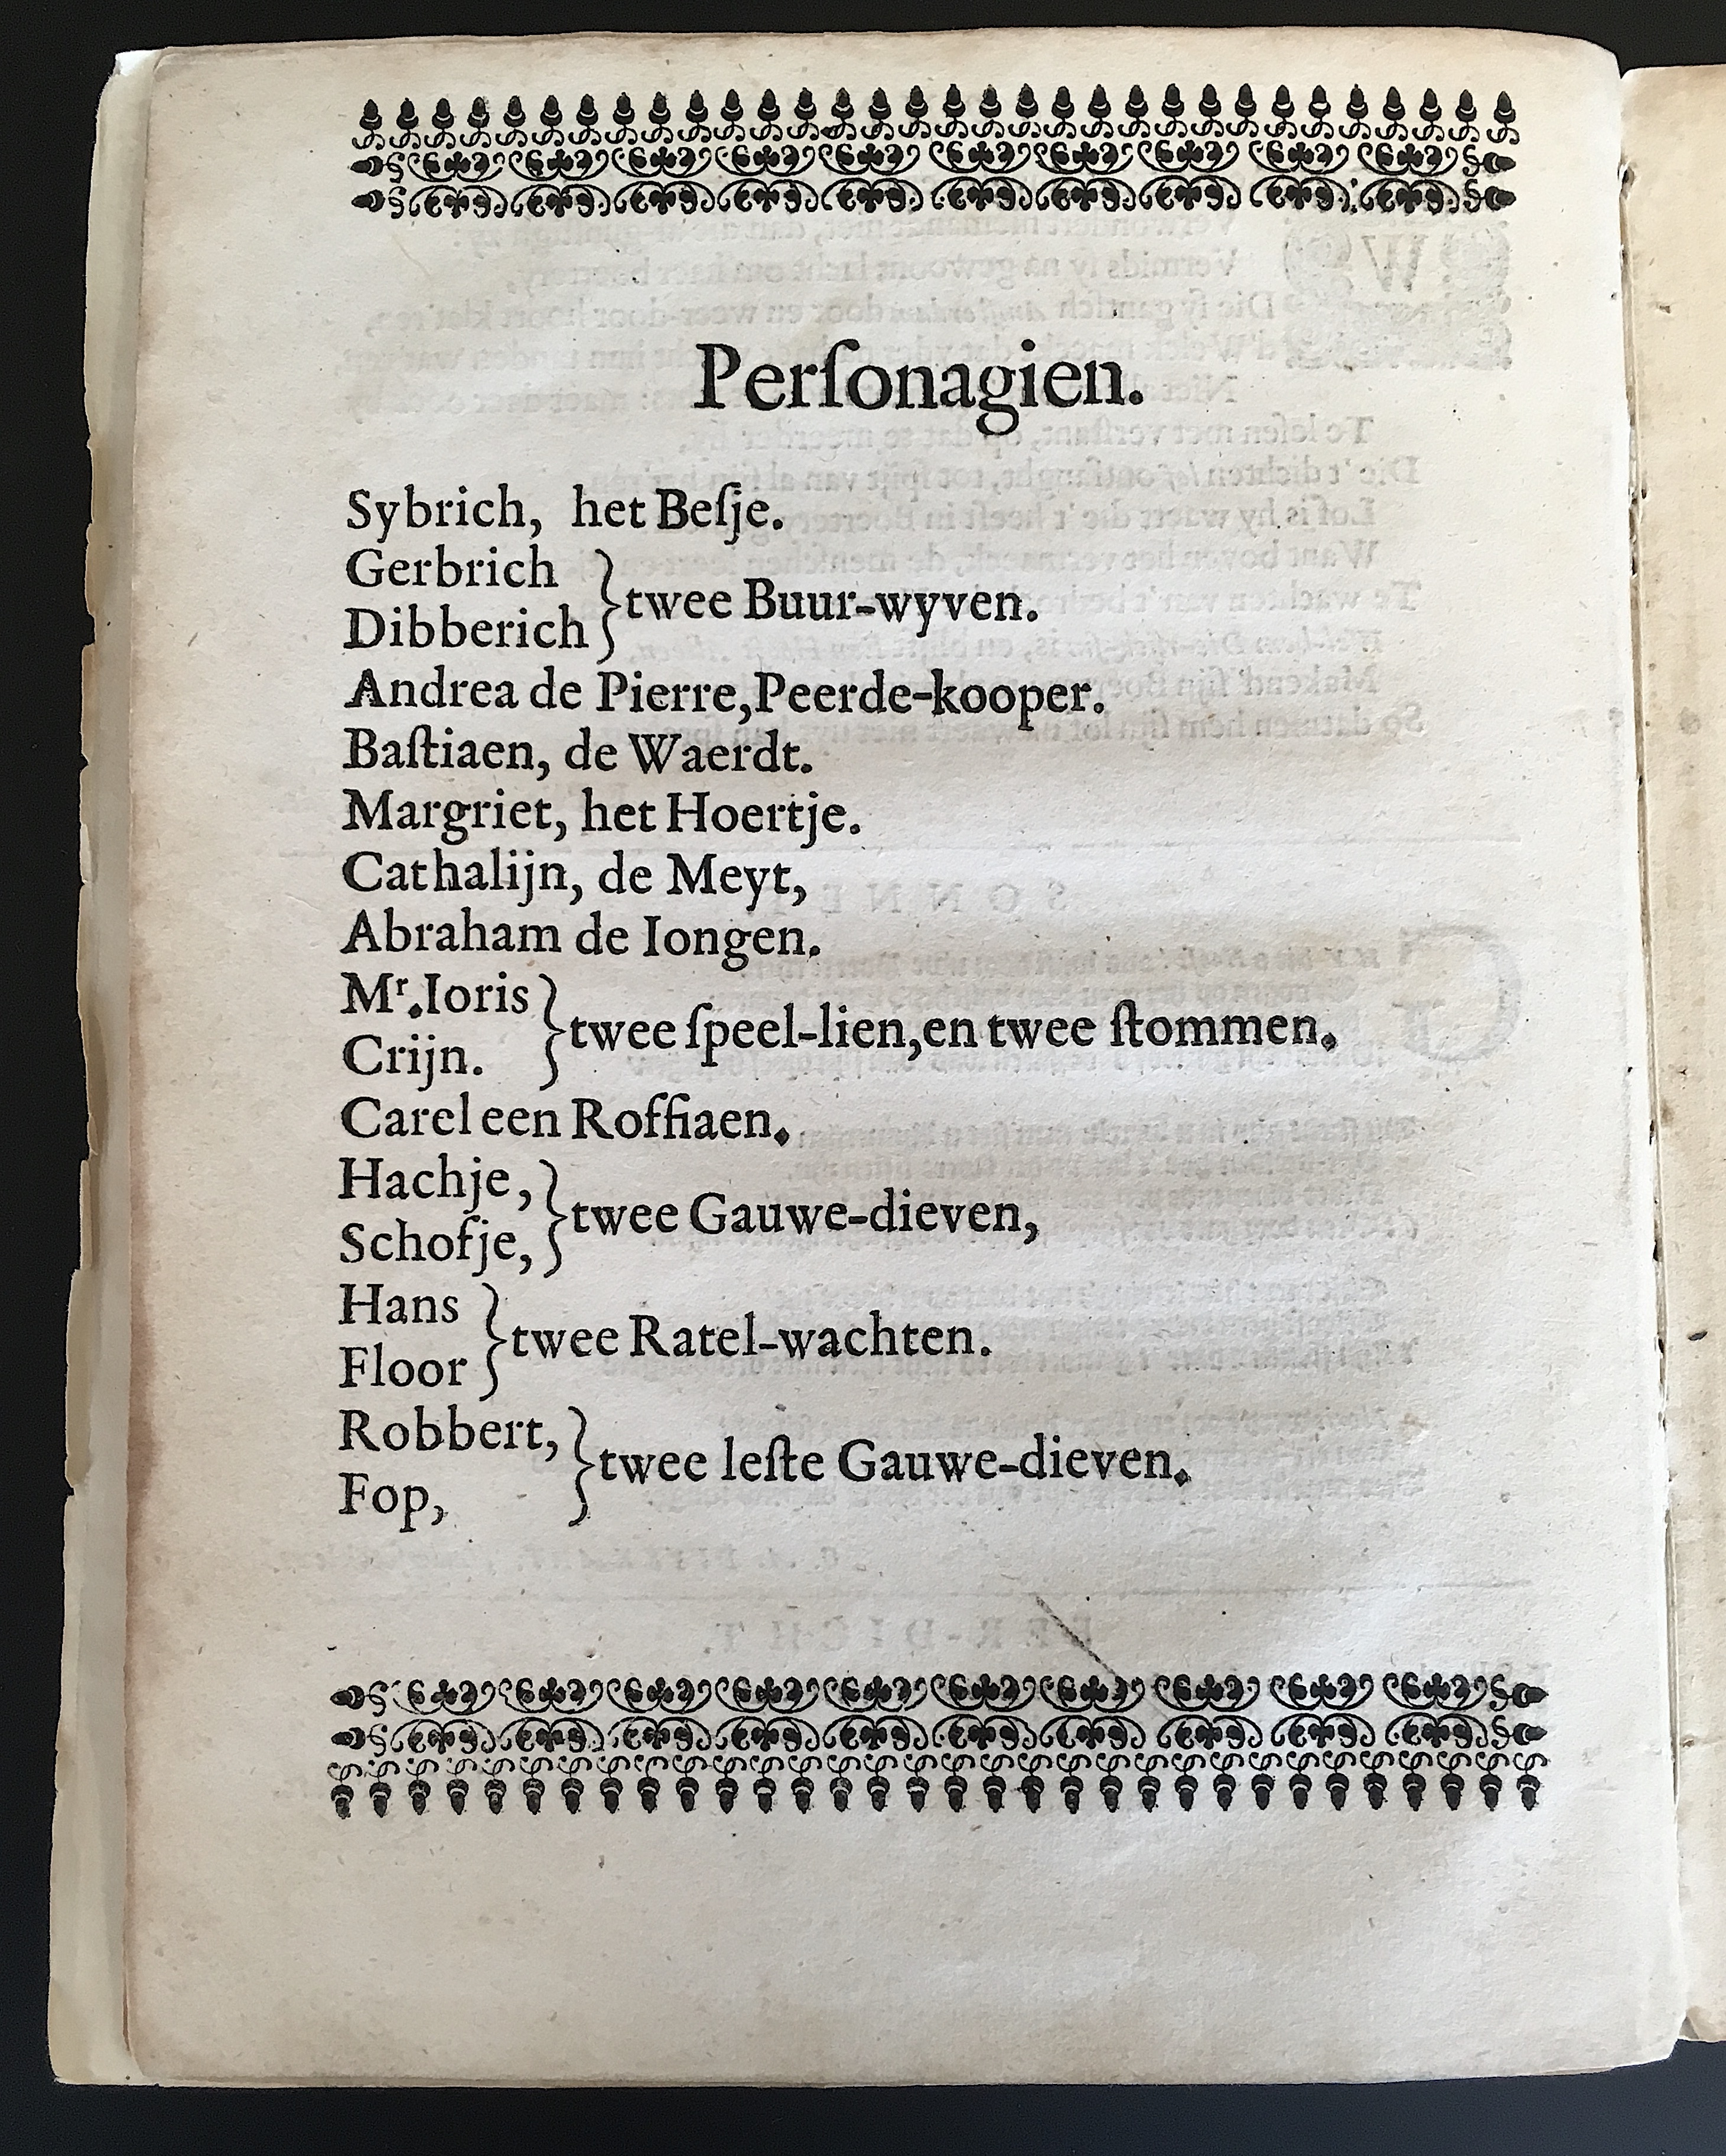 Perſonagien.
Sybrich, het Beſje.
Gerbrich
Dibberich } twee Buur-wyven.
Andrea de Pierre, Peerde-kooper.
Baſtiaen, de Waerdt.
Margriet, het Hoertje.
Cathalijn, de Meyt,
Abraham de Iongen.
Mʳ. Ioris
Crijn. } twee ſpeel-lien, en twee ſtommen.
Carel een Roffiaen.
Hachje,
Schofje, } twee Gauwe-dieven,
Hans
Floor } twee Ratel-wachten.
Robbert,
Fop, } twee leſte Gauwe-dieven.